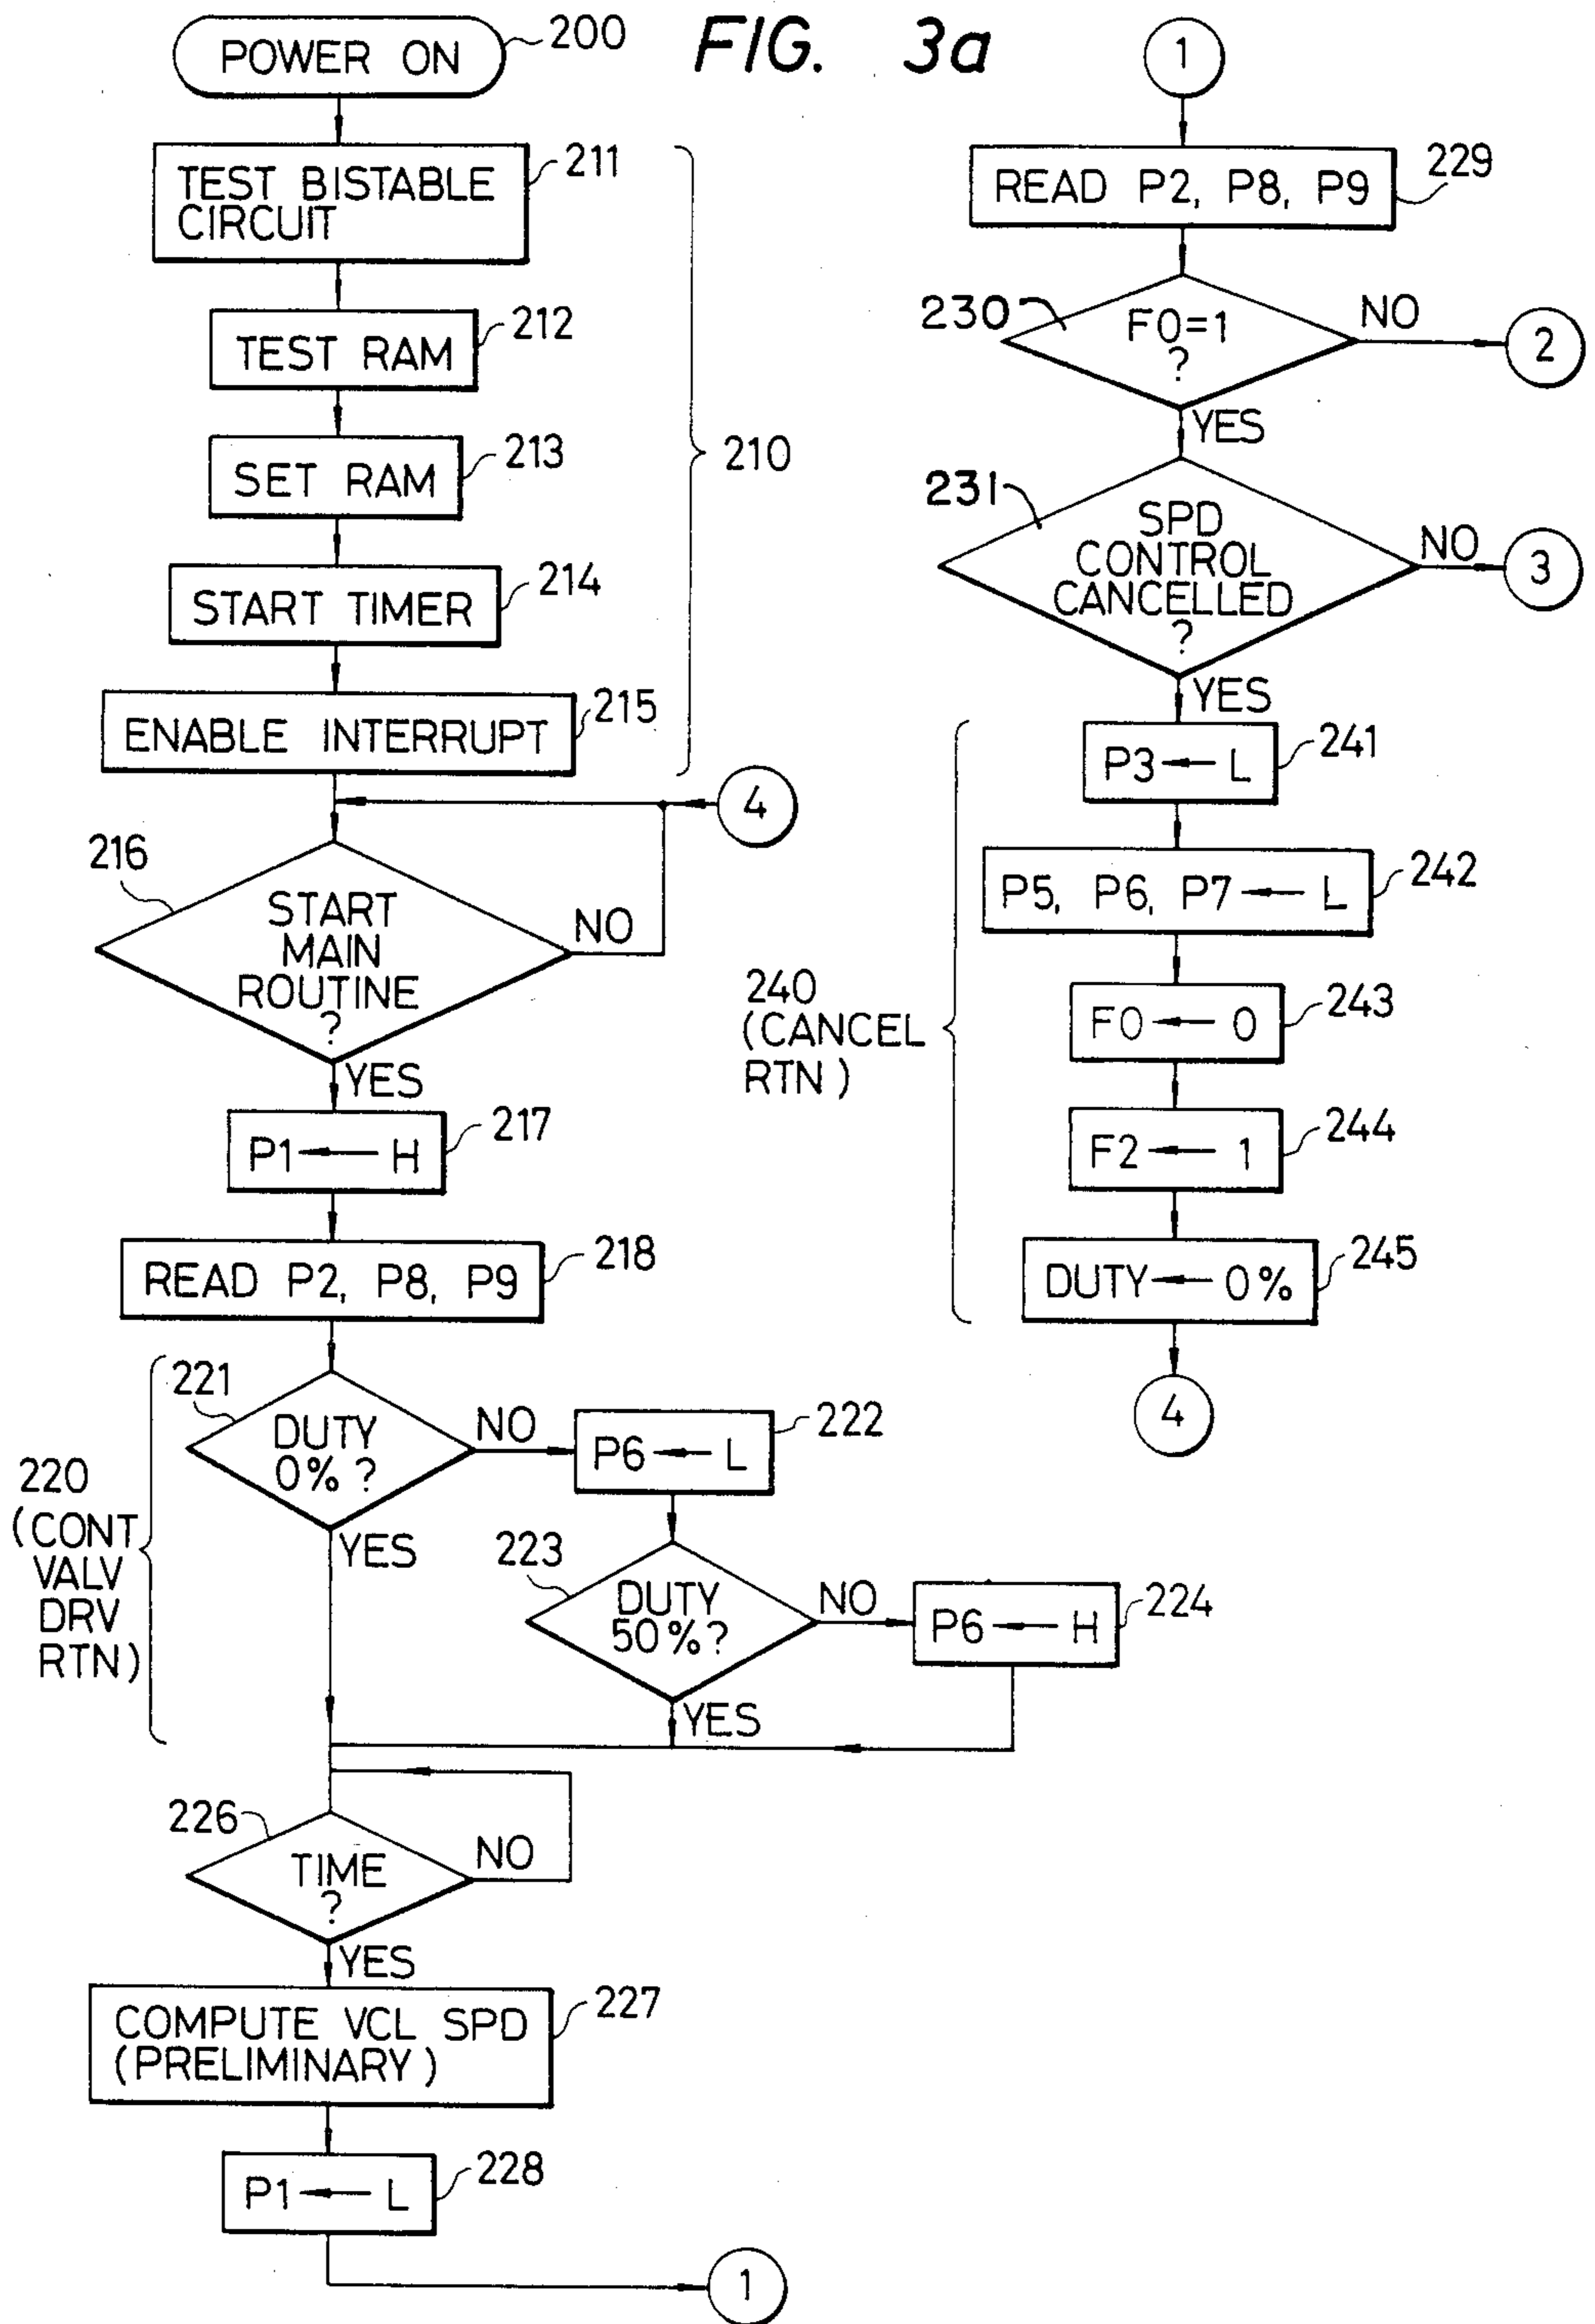 FIG. 3a
POWER ON
200
TEST BISTABLE
CIRCUIT
211
TEST RAM
212
SET RAM
213
210
START TIMER
214
ENABLE INTERRUPT
215
4
216
START
MAIN
ROUTINE
?
NO
YES
P1 ← H
217
READ P2, P8, P9
218
220
(CONT
VALV
DRV
RTN)
221
DUTY
0% ?
NO
YES
P6 ← L
222
223
DUTY
50%?
NO
YES
P6 ← H
224
226
TIME
?
NO
YES
COMPUTE VCL SPD
(PRELIMINARY)
227
P1 ← L
228
1
1
READ P2, P8, P9
229
230
F0=1
?
NO
2
YES
231
SPD
CONTROL
CANCELLED
?
NO
3
YES
240
(CANCEL
RTN)
P3 ← L
241
P5, P6, P7 ← L
242
F0 ← 0
243
F2 ← 1
244
DUTY ← 0%
245
4